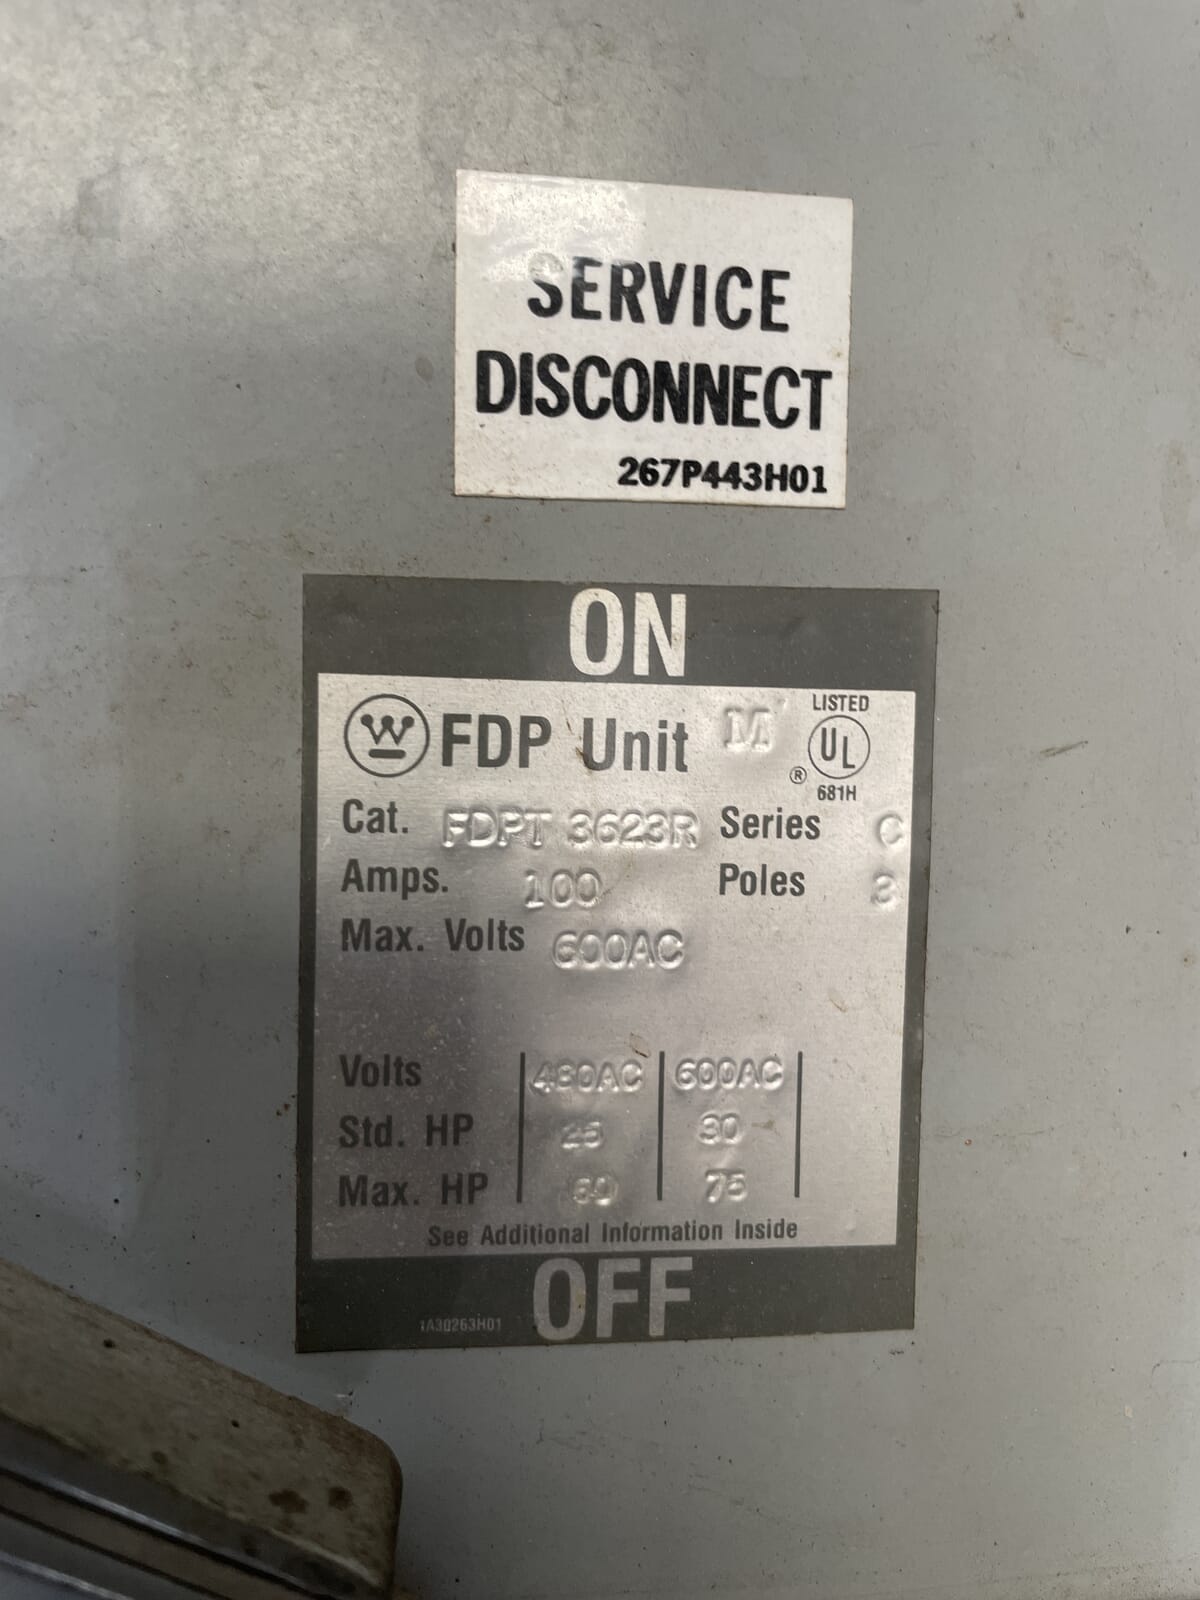 SERVICE
DISCONNECT
267P443H01
ON
W FDP Unit M LISTED
UL
®
681H
Cat. FDPT 3623R Series C
Amps. 100 Poles 3
Max. Volts 600AC
Volts 480AC 600AC
Std. HP 25 30
Max. HP 60 75
See Additional Information Inside
OFF
1A30263H01